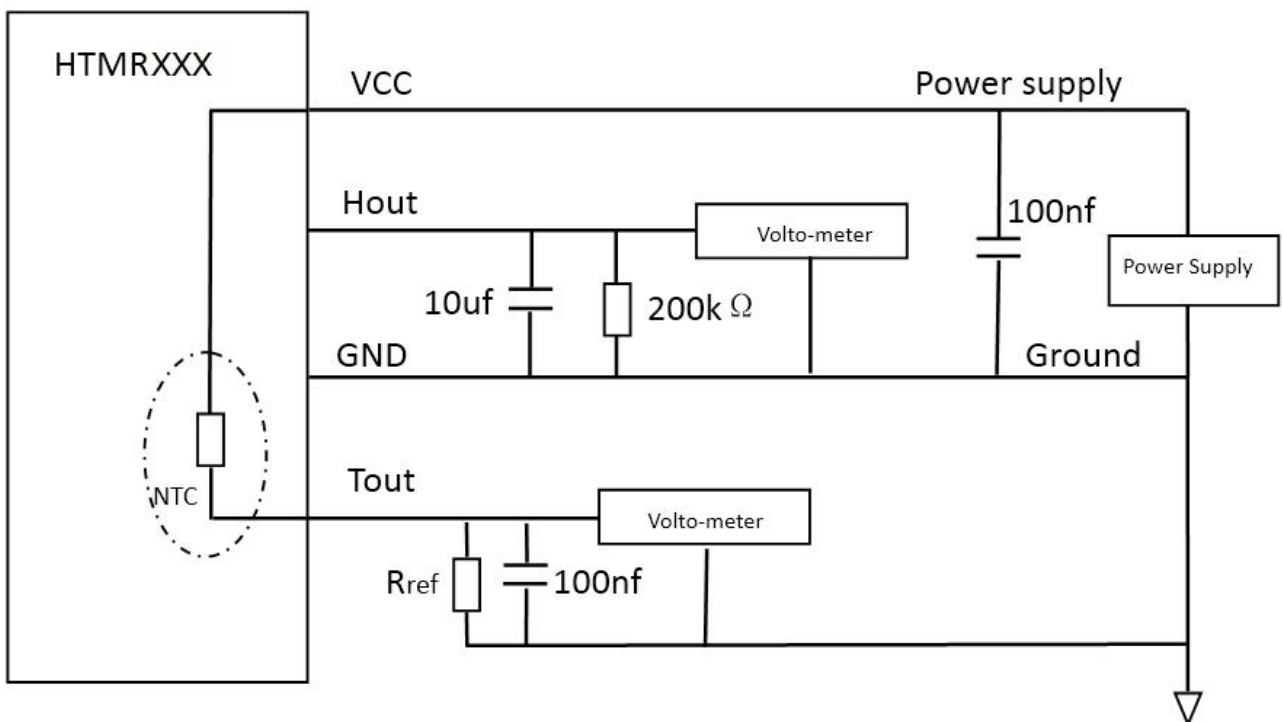 HTMRXXX
VCC
Power supply
Hout
Volto-meter
100nf
Power Supply
10uf
200k Ω
GND
Ground
NTC
Tout
Volto-meter
Rref
100nf